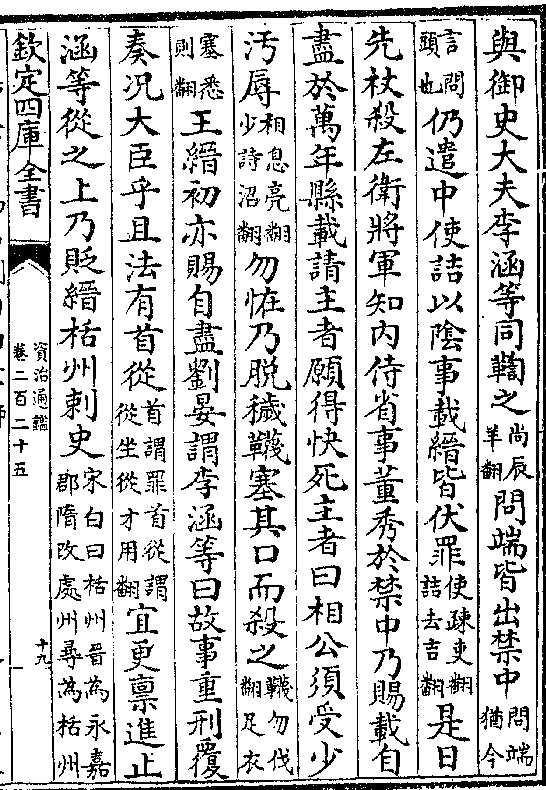 與御史大夫李涵等同鞫之尚辰羊翻問端皆出禁中問端猶今
言問頭也仍遣中使詰以陰事載縉皆伏罪使疎吏翻詰去吉翻是日
先杖殺左衛將軍知内侍省事董秀於禁中乃賜載自
盡於萬年縣載請主者願得快死主者曰相公須受少
汚辱相息亮翻少詩沼翻勿怪乃脱穢韈塞其口而殺之韈勿伐翻足衣
塞悉則翻王縉初亦賜自盡劉晏謂李涵等曰故事重刑覆
奏况大臣乎且法有首從首謂罪首從謂從坐從才用翻宜更禀進止
涵等從之上乃貶縉栝州刺史宋白曰栝州晉為永嘉郡隋改處州尋為栝州
欽定四庫全書
資治通鑑
卷二百二十五
十九